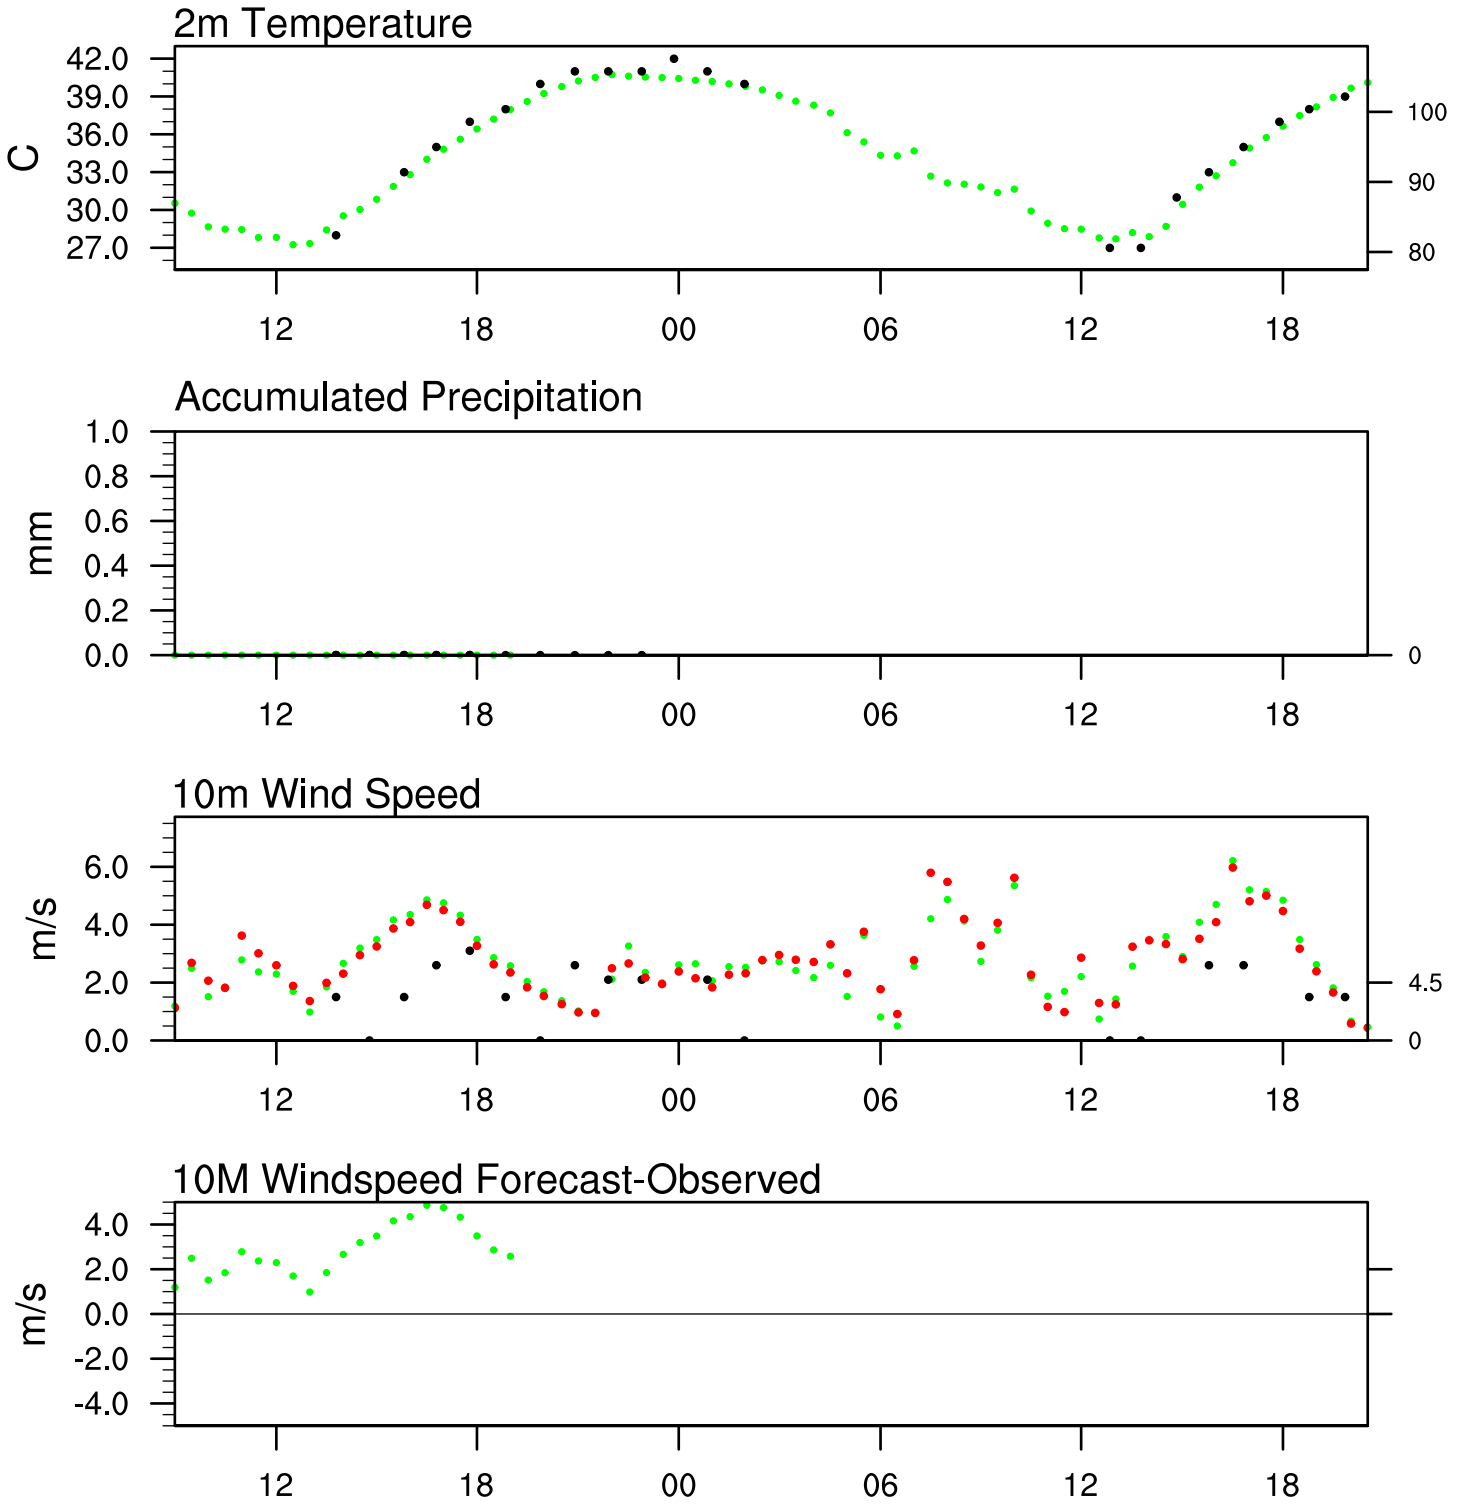 2m Temperature
42.0
39.0
36.0
33.0
30.0
27.0
C
100
90
80
12 18 00 06 12 18
Accumulated Precipitation
1.0
0.8
0.6
0.4
0.2
0.0
mm
0
12 18 00 06 12 18
10m Wind Speed
6.0
4.0
2.0
0.0
m/s
4.5
0
12 18 00 06 12 18
10M Windspeed Forecast-Observed
4.0
2.0
0.0
-2.0
-4.0
m/s
12 18 00 06 12 18